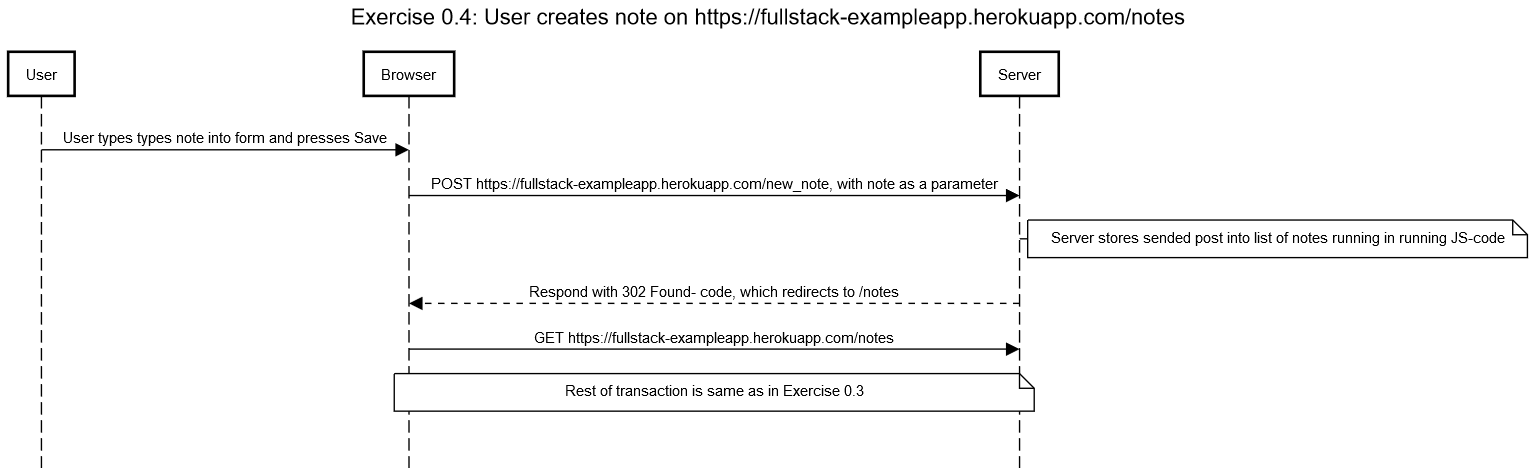 Exercise 0.4: User creates note on https://fullstack-exampleapp.herokuapp.com/notes
User
Browser
Server
User types types note into form and presses Save
POST https://fullstack-exampleapp.herokuapp.com/new_note, with note as a parameter
Server stores sended post into list of notes running in running JS-code
Respond with 302 Found- code, which redirects to /notes
GET https://fullstack-exampleapp.herokuapp.com/notes
Rest of transaction is same as in Exercise 0.3